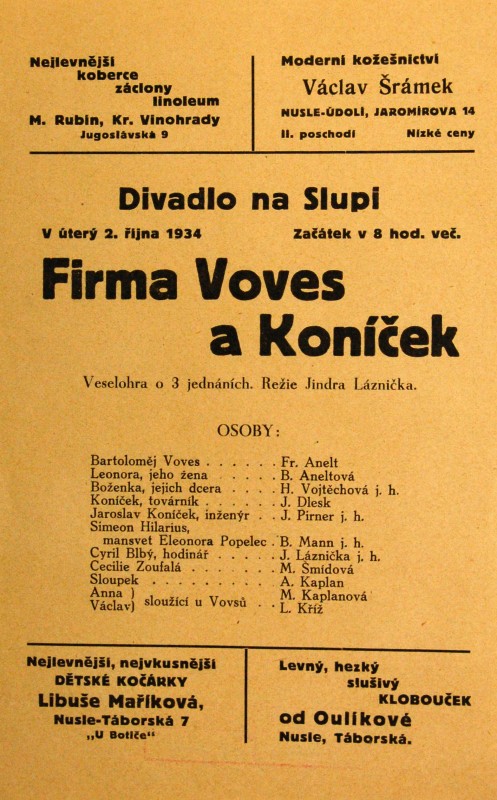 Nejlevnější
koberce
záclony
linoleum
M. Rubin, Kr. Vinohrady
Jugoslávská 9
Moderní kožešnictví
Václav Šrámek
NUSLE-ÚDOLÍ, JAROMÍROVA 14
II. poschodí Nízké ceny
Divadlo na Slupi
V úterý 2. října 1934 Začátek v 8 hod. več.
Firma Voves
a Koníček
Veselohra o 3 jednáních. Režie Jindra Láznička.
OSOBY:
Bartoloměj Voves . . . . . . Fr. Anelt
Leonora, jeho žena . . . . . B. Aneltová
Boženka, jejich dcera . . . . H. Vojtěchová j. h.
Koníček, továrník . . . . . . J. Dlesk
Jaroslav Koníček, inženýr . . J. Pirner j. h.
Simeon Hilarius,
mansvet Eleonora Popelec . B. Mann j. h.
Cyril Blbý, hodinář . . . . . J. Láznička j. h.
Cecilie Zoufalá . . . . . . . M. Šmídová
Sloupek . . . . . . . . . A. Kaplan
Anna ) M. Kaplanová
Václav) sloužící u Vovsů . . L. Kříž
Nejlevnější, nejvkusnější
DĚTSKÉ KOČÁRKY
Libuše Maříková,
Nusle-Táborská 7
„U Botiče“
Levný, hezký
slušivý
KLOBOUČEK
od Oulíkové
Nusle, Táborská.